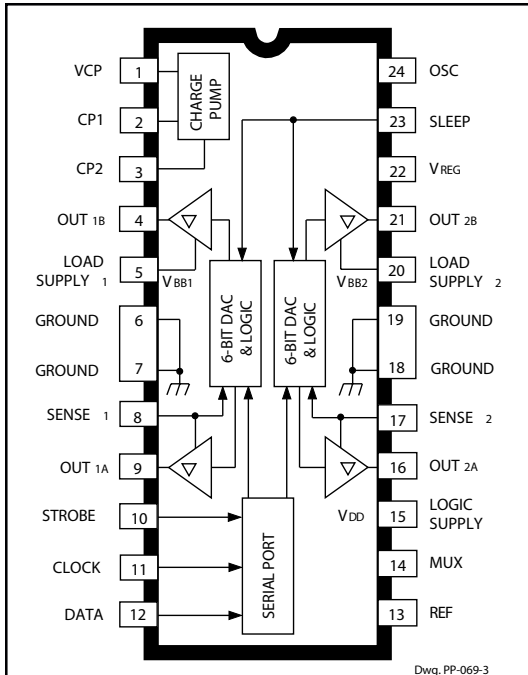 VCP 1
CP1 2
CP2 3
OUT 1B 4
LOAD
SUPPLY 1 5
GROUND 6
GROUND 7
SENSE 1 8
OUT 1A 9
STROBE 10
CLOCK 11
DATA 12
CHARGE
PUMP
VBB1
VBB2
6-BIT DAC
& LOGIC
6-BIT DAC
& LOGIC
SERIAL PORT
VDD
24 OSC
23 SLEEP
22 VREG
21 OUT 2B
20 LOAD
SUPPLY 2
19 GROUND
18 GROUND
17 SENSE 2
16 OUT 2A
15 LOGIC
SUPPLY
14 MUX
13 REF
Dwg. PP-069-3